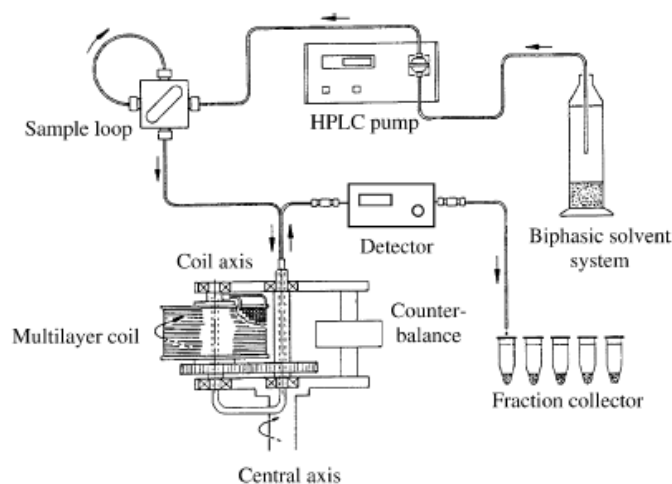 Sample loop
HPLC pump
Biphasic solvent
system
Detector
Coil axis
Multilayer coil
Counter-
balance
Fraction collector
Central axis